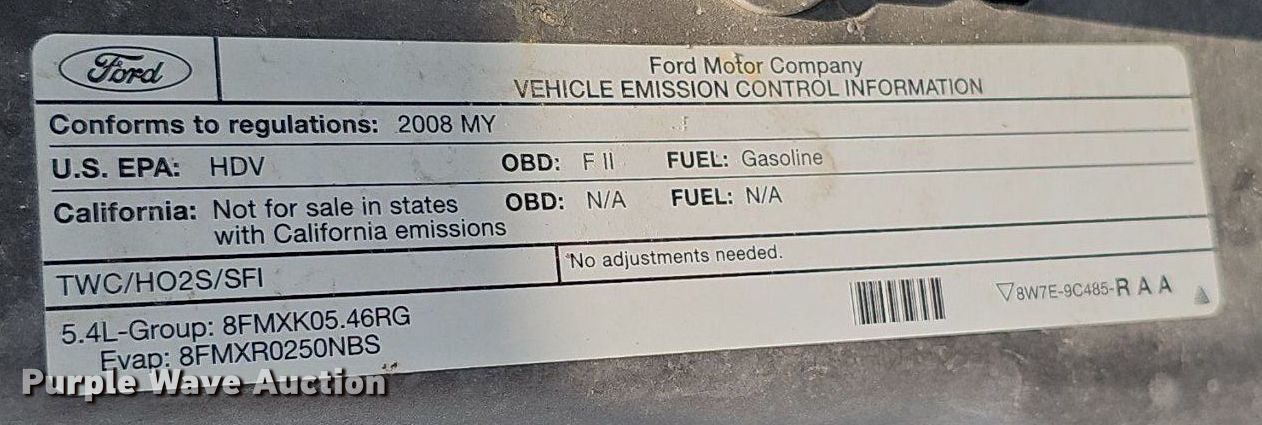 Ford
Ford Motor Company
VEHICLE EMISSION CONTROL INFORMATION
Conforms to regulations: 2008 MY
U.S. EPA: HDV OBD: F II FUEL: Gasoline
California: Not for sale in states OBD: N/A FUEL: N/A
with California emissions
TWC/HO2S/SFI
No adjustments needed.
5.4L-Group: 8FMXK05.46RG
Evap: 8FMXR0250NBS
▽8W7E-9C485-R A A
Purple Wave Auction